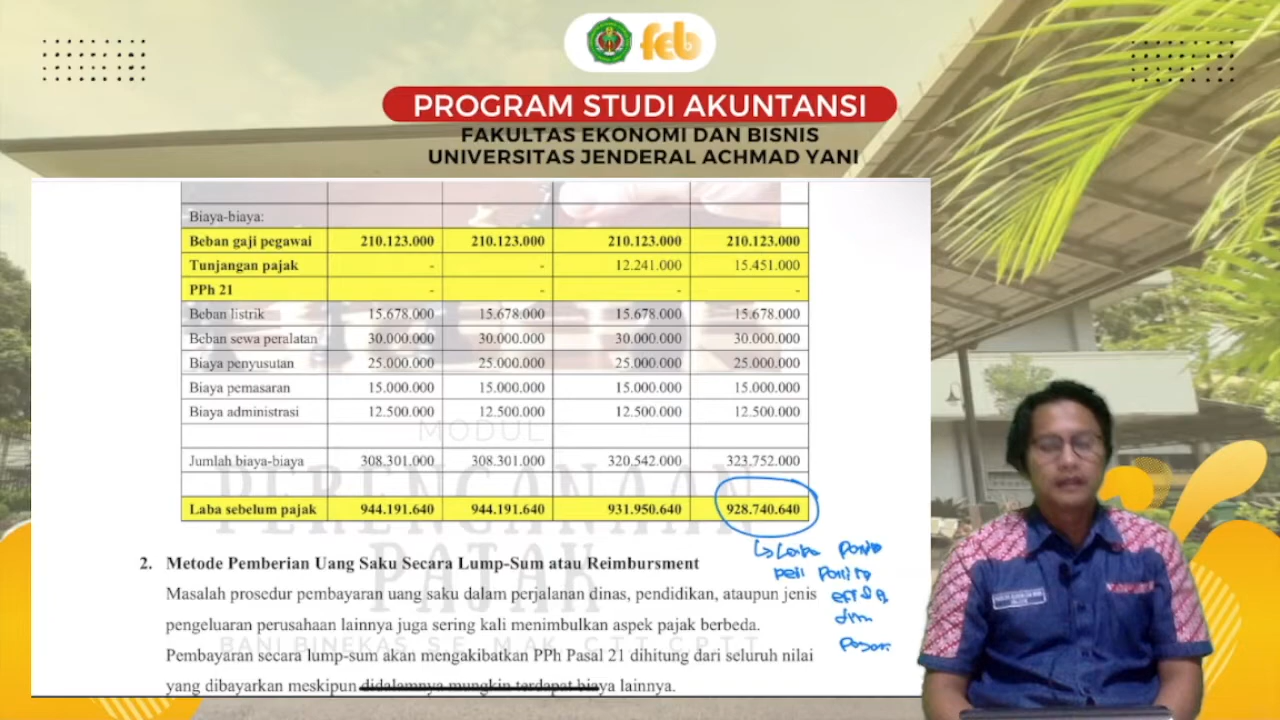 feb
PROGRAM STUDI AKUNTANSI
FAKULTAS EKONOMI DAN BISNIS
UNIVERSITAS JENDERAL ACHMAD YANI
Biaya-biaya:
Beban gaji pegawai 210.123.000 210.123.000 210.123.000 210.123.000
Tunjangan pajak - - 12.241.000 15.451.000
PPh 21 - - - -
Beban listrik 15.678.000 15.678.000 15.678.000 15.678.000
Beban sewa peralatan 30.000.000 30.000.000 30.000.000 30.000.000
Biaya penyusutan 25.000.000 25.000.000 25.000.000 25.000.000
Biaya pemasaran 15.000.000 15.000.000 15.000.000 15.000.000
Biaya administrasi 12.500.000 12.500.000 12.500.000 12.500.000
MODUL
Jumlah biaya-biaya 308.301.000 308.301.000 320.542.000 323.752.000
PERENCANAAN
Laba sebelum pajak 944.191.640 944.191.640 931.950.640 928.740.640
PAJAK
2. Metode Pemberian Uang Saku Secara Lump-Sum atau Reimbursment
Masalah prosedur pembayaran uang saku dalam perjalanan dinas, pendidikan, ataupun jenis
pengeluaran perusahaan lainnya juga sering kali menimbulkan aspek pajak berbeda.
BANI BINEKAS S.E., M.AK., CTT, CPTT
Pembayaran secara lump-sum akan mengakibatkan PPh Pasal 21 dihitung dari seluruh nilai
yang dibayarkan meskipun didalamnya mungkin terdapat biaya lainnya.